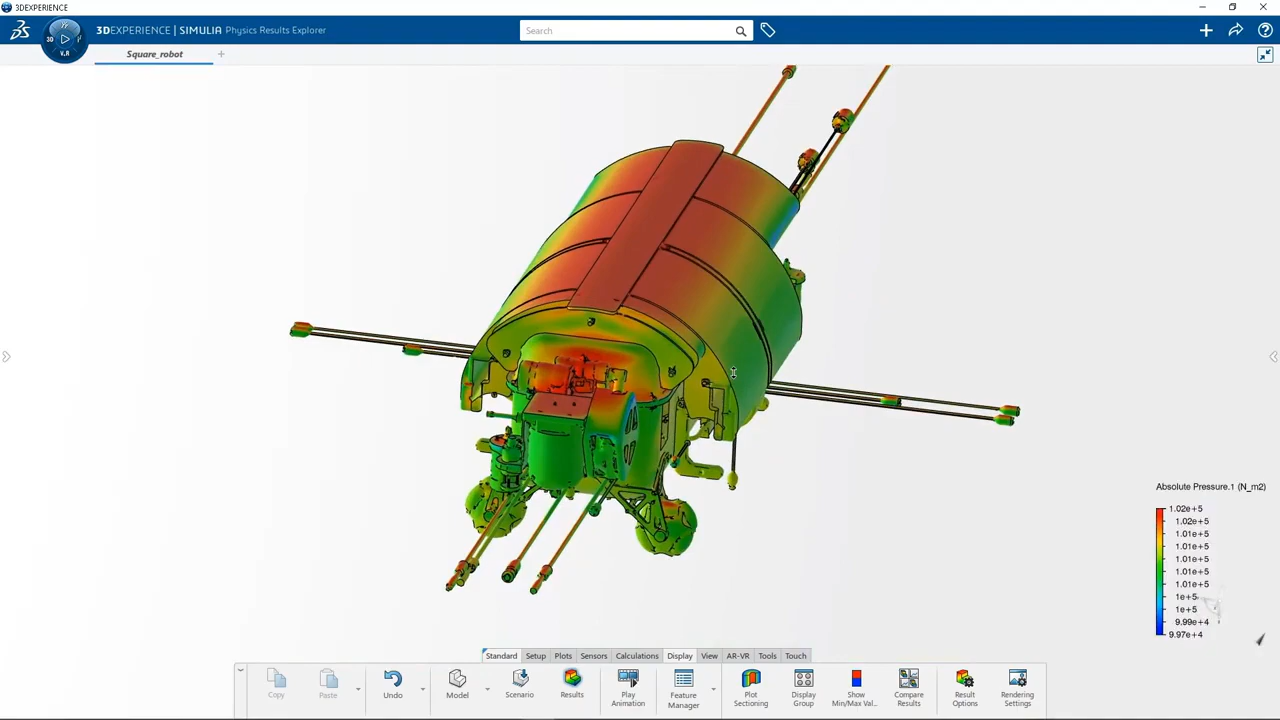 3DEXPERIENCE
3DEXPERIENCE | SIMULIA Physics Results Explorer
Search
3D
V.R
Square_robot
Absolute Pressure.1 (N_m2)
1.02e+5
1.02e+5
1.01e+5
1.01e+5
1.01e+5
1.01e+5
1.01e+5
1e+5
1e+5
9.99e+4
9.97e+4
Standard Setup Plots Sensors Calculations Display View AR-VR Tools Touch
Copy
Paste
Undo
Model
Scenario
Results
Play Animation
Feature Manager
Plot Sectioning
Display Group
Show Min/Max Val...
Compare Results
Result Options
Rendering Settings